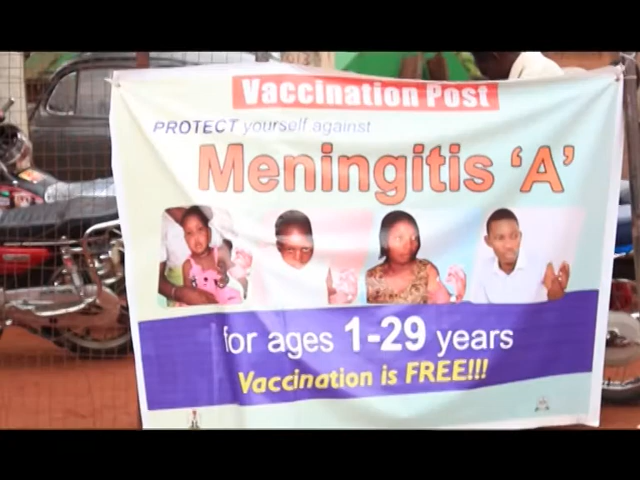 Vaccination Post
PROTECT yourself against
Meningitis 'A'
for ages 1-29 years
Vaccination is FREE!!!